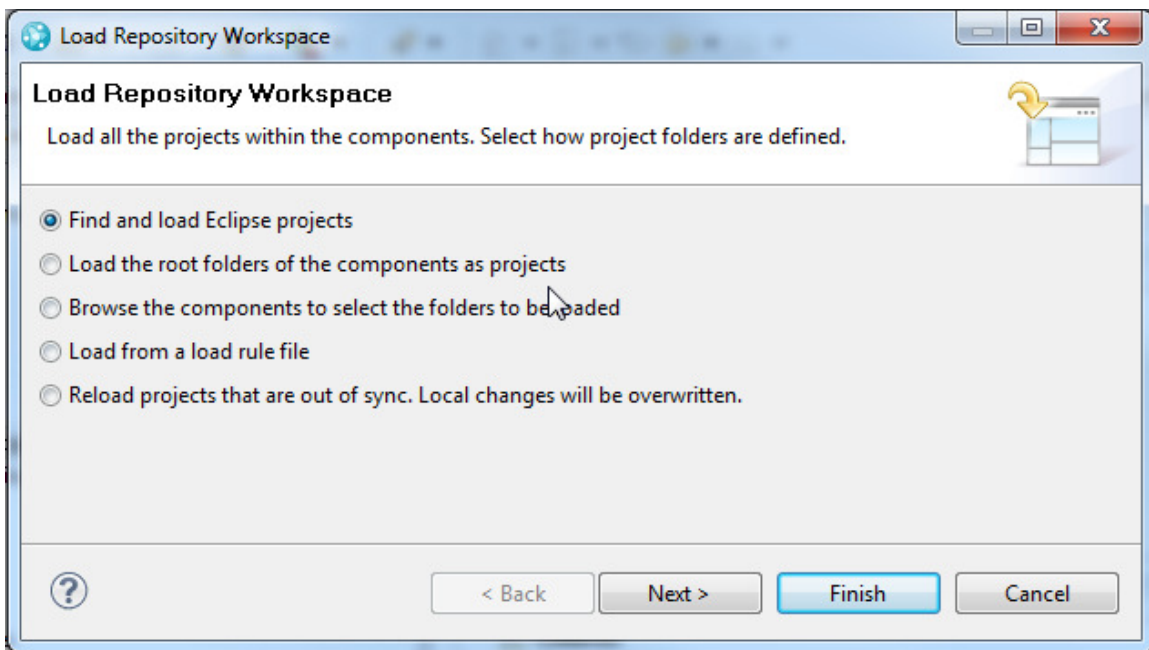 Load Repository Workspace
Load Repository Workspace
Load all the projects within the components. Select how project folders are defined.
Find and load Eclipse projects
Load the root folders of the components as projects
Browse the components to select the folders to be loaded
Load from a load rule file
Reload projects that are out of sync. Local changes will be overwritten.
?
< Back
Next >
Finish
Cancel